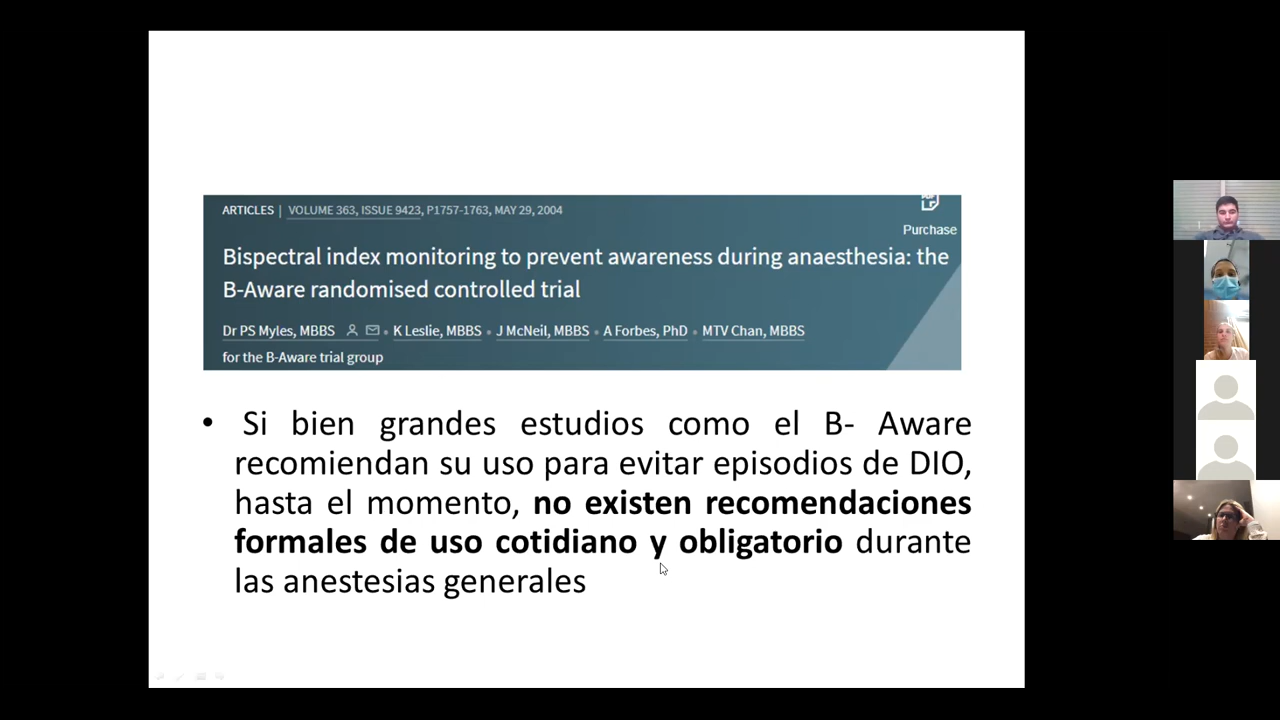 ARTICLES | VOLUME 363, ISSUE 9423, P1757-1763, MAY 29, 2004
Purchase
Bispectral index monitoring to prevent awareness during anaesthesia: the
B-Aware randomised controlled trial
Dr PS Myles, MBBS • K Leslie, MBBS • J McNeil, MBBS • A Forbes, PhD • MTV Chan, MBBS
for the B-Aware trial group
• Si bien grandes estudios como el B- Aware
recomiendan su uso para evitar episodios de DIO,
hasta el momento, no existen recomendaciones
formales de uso cotidiano y obligatorio durante
las anestesias generales